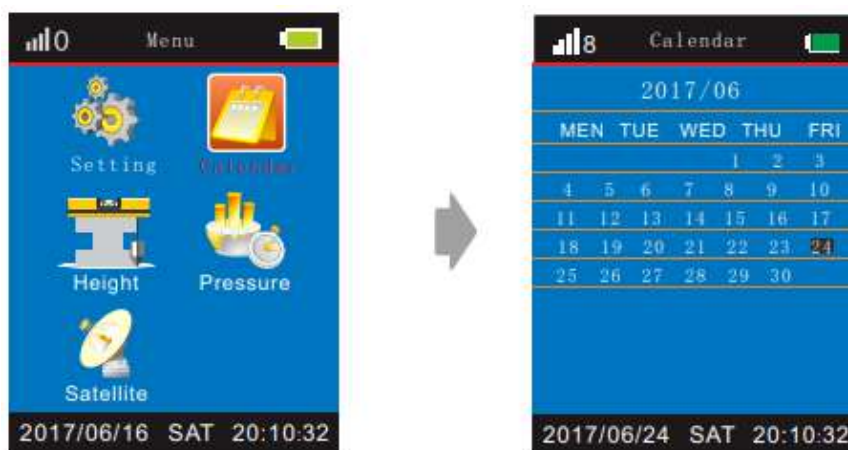 0 Menu
Setting Calendar
Height Pressure
Satellite
2017/06/16 SAT 20:10:32
8 Calendar
2017/06
MEN TUE WED THU FRI
1 2 3
4 5 6 7 8 9 10
11 12 13 14 15 16 17
18 19 20 21 22 23 24
25 26 27 28 29 30
2017/06/24 SAT 20:10:32